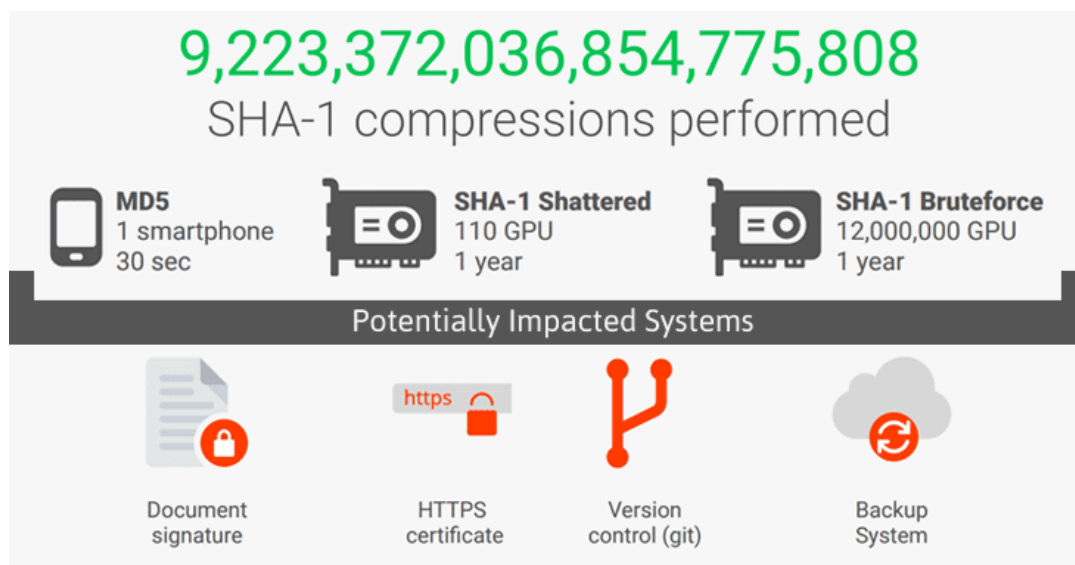 9,223,372,036,854,775,808
SHA-1 compressions performed
MD5
1 smartphone
30 sec
SHA-1 Shattered
110 GPU
1 year
SHA-1 Bruteforce
12,000,000 GPU
1 year
Potentially Impacted Systems
https
Document
signature
HTTPS
certificate
Version
control (git)
Backup
System